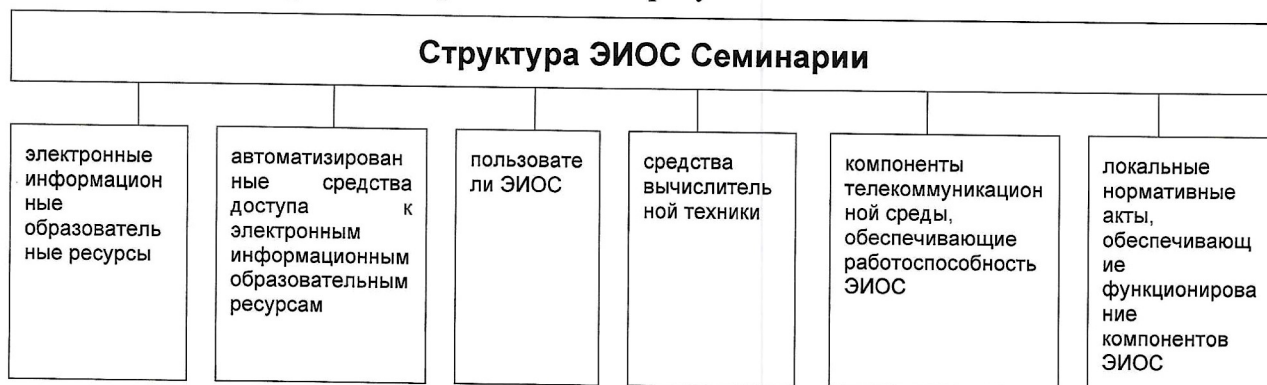 Структура ЭИОС Семинарии
электронные
информацион
ные
образователь
ные ресурсы
автоматизирован
ные средства
доступа к
электронным
информационным
образовательным
ресурсам
пользовате
ли ЭИОС
средства
вычислитель
ной техники
компоненты
телекоммуникацион
ной среды,
обеспечивающие
работоспособность
ЭИОС
локальные
нормативные
акты,
обеспечивающ
ие
функционирова
ние
компонентов
ЭИОС